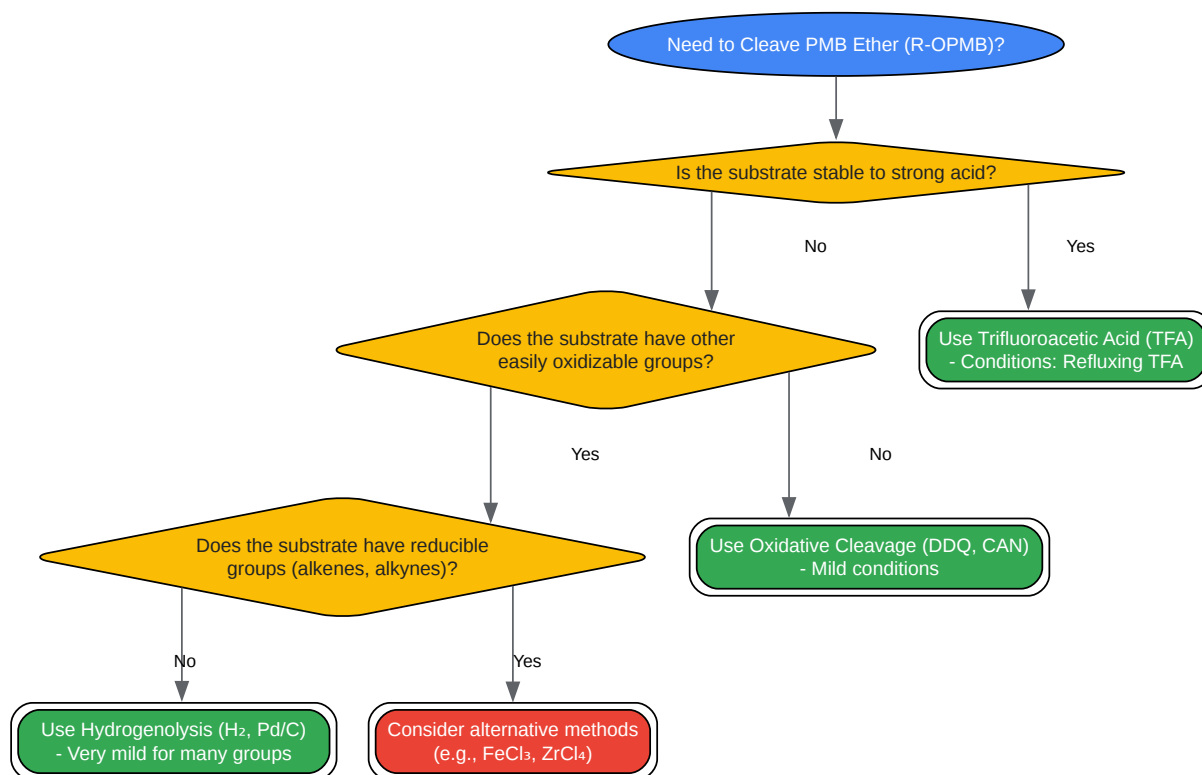 Need to Cleave PMB Ether (R-OPMB)?
Is the substrate stable to strong acid?
No
Yes
Does the substrate have other
easily oxidizable groups?
Use Trifluoroacetic Acid (TFA)
- Conditions: Refluxing TFA
Yes
No
Does the substrate have reducible
groups (alkenes, alkynes)?
Use Oxidative Cleavage (DDQ, CAN)
- Mild conditions
No
Yes
Use Hydrogenolysis (H₂, Pd/C)
- Very mild for many groups
Consider alternative methods
(e.g., FeCl₃, ZrCl₄)